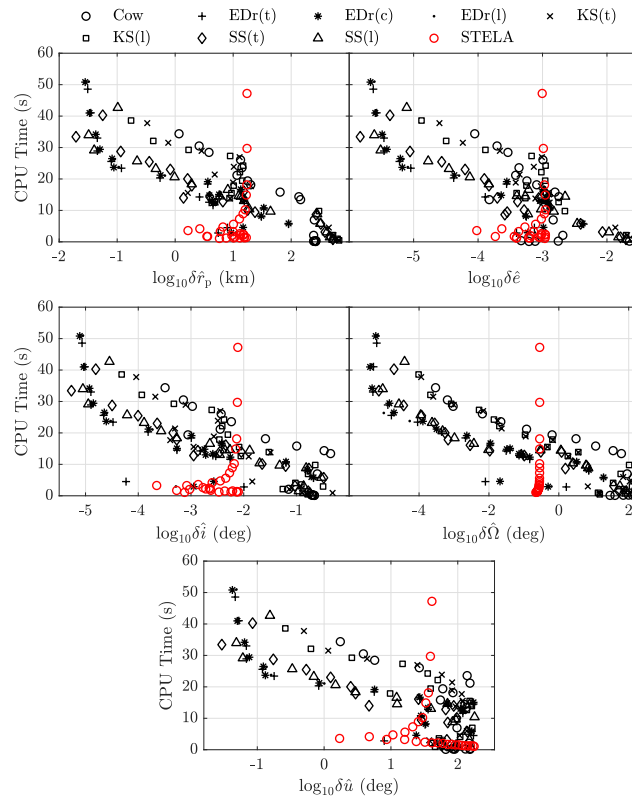 Cow EDr(t) EDr(c) EDr(l) KS(t)
KS(l) SS(t) SS(l) STELA
60
50
40
30
20
10
0
CPU Time (s)
-2 -1 0 1 2
log₁₀δr̂ₚ (km)
-5 -4 -3 -2
log₁₀δê
60
50
40
30
20
10
0
CPU Time (s)
-5 -4 -3 -2 -1
log₁₀δî (deg)
-4 -2 0 2
log₁₀δΩ̂ (deg)
60
50
40
30
20
10
0
CPU Time (s)
-1 0 1 2
log₁₀δû (deg)